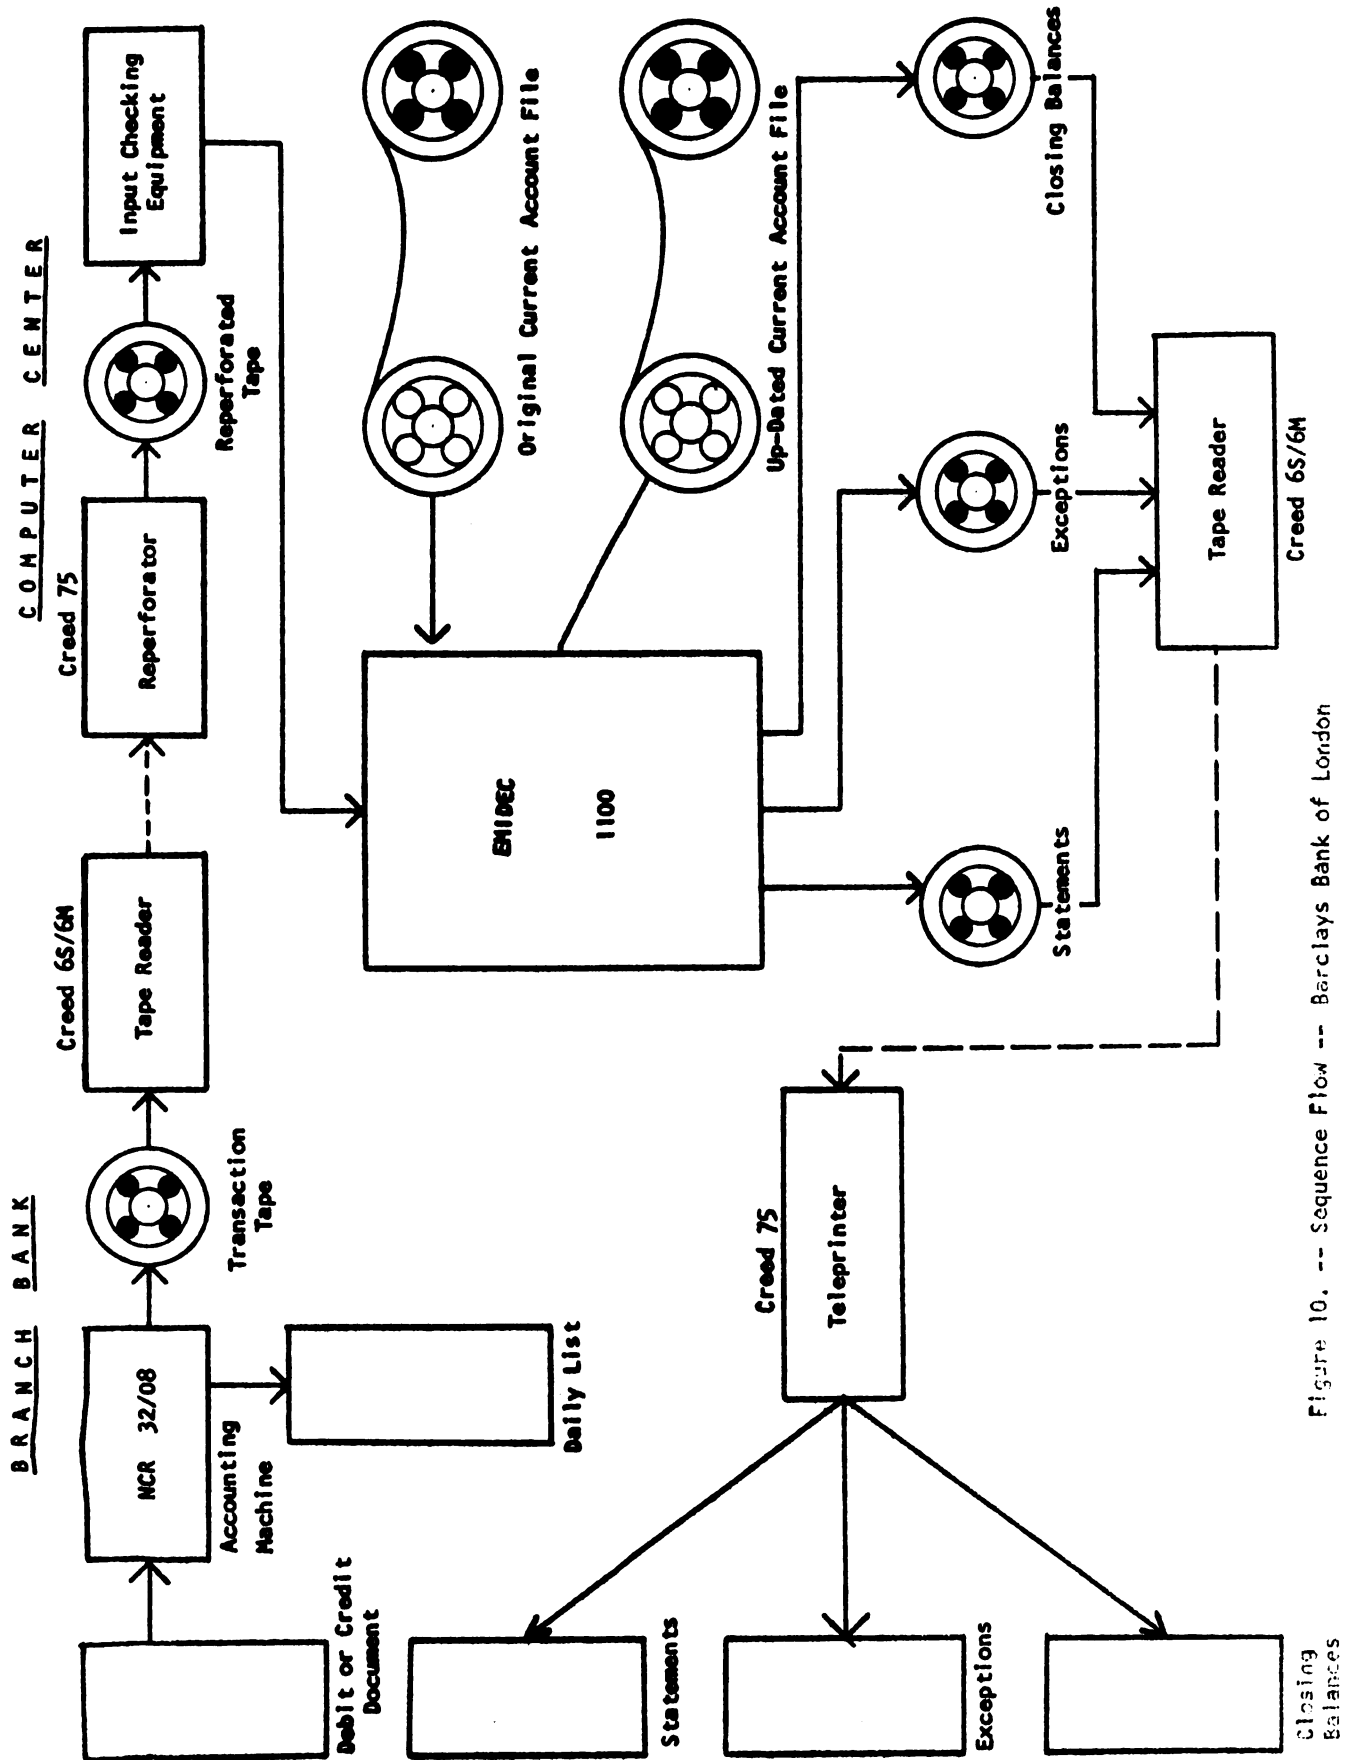 BRANCH BANK
COMPUTER CENTER
Debit or Credit
Document
NCR 32/08
Accounting
Machine
Daily List
Transaction
Tape
Creed 6S/6M
Tape Reader
Creed 75
Reperforator
Reperforated
Tape
Input Checking
Equipment
Original Current Account File
Up-Dated Current Account File
EMIDEC
1100
Statements
Exceptions
Closing Balances
Tape Reader
Creed 6S/6M
Creed 75
Teleprinter
Statements
Exceptions
Closing
Balances
Figure 10. -- Sequence Flow -- Barclays Bank of London